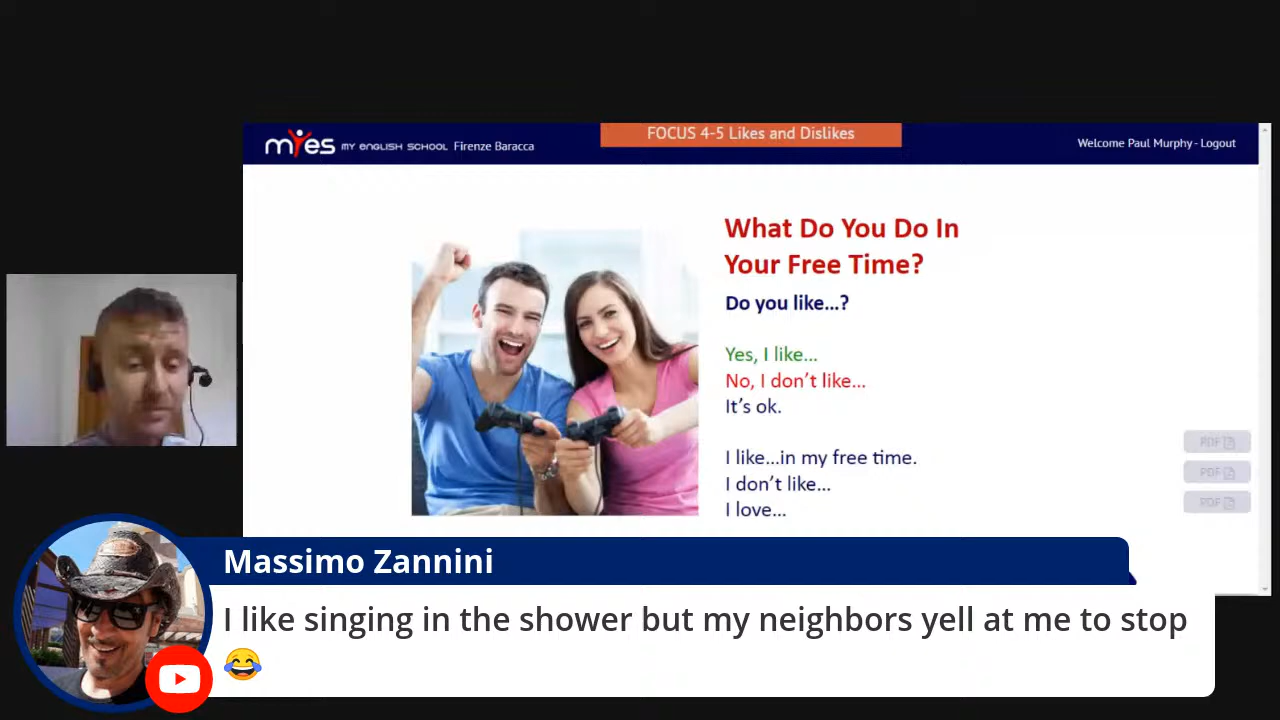 FOCUS 4-5 Likes and Dislikes
myes MY ENGLISH SCHOOL Firenze Baracca
Welcome Paul Murphy - Logout
What Do You Do In
Your Free Time?
Do you like...?
Yes, I like...
No, I don't like...
It's ok.
I like...in my free time.
I don't like...
I love...
PDF
PDF
PDF
Massimo Zannini
I like singing in the shower but my neighbors yell at me to stop
😂